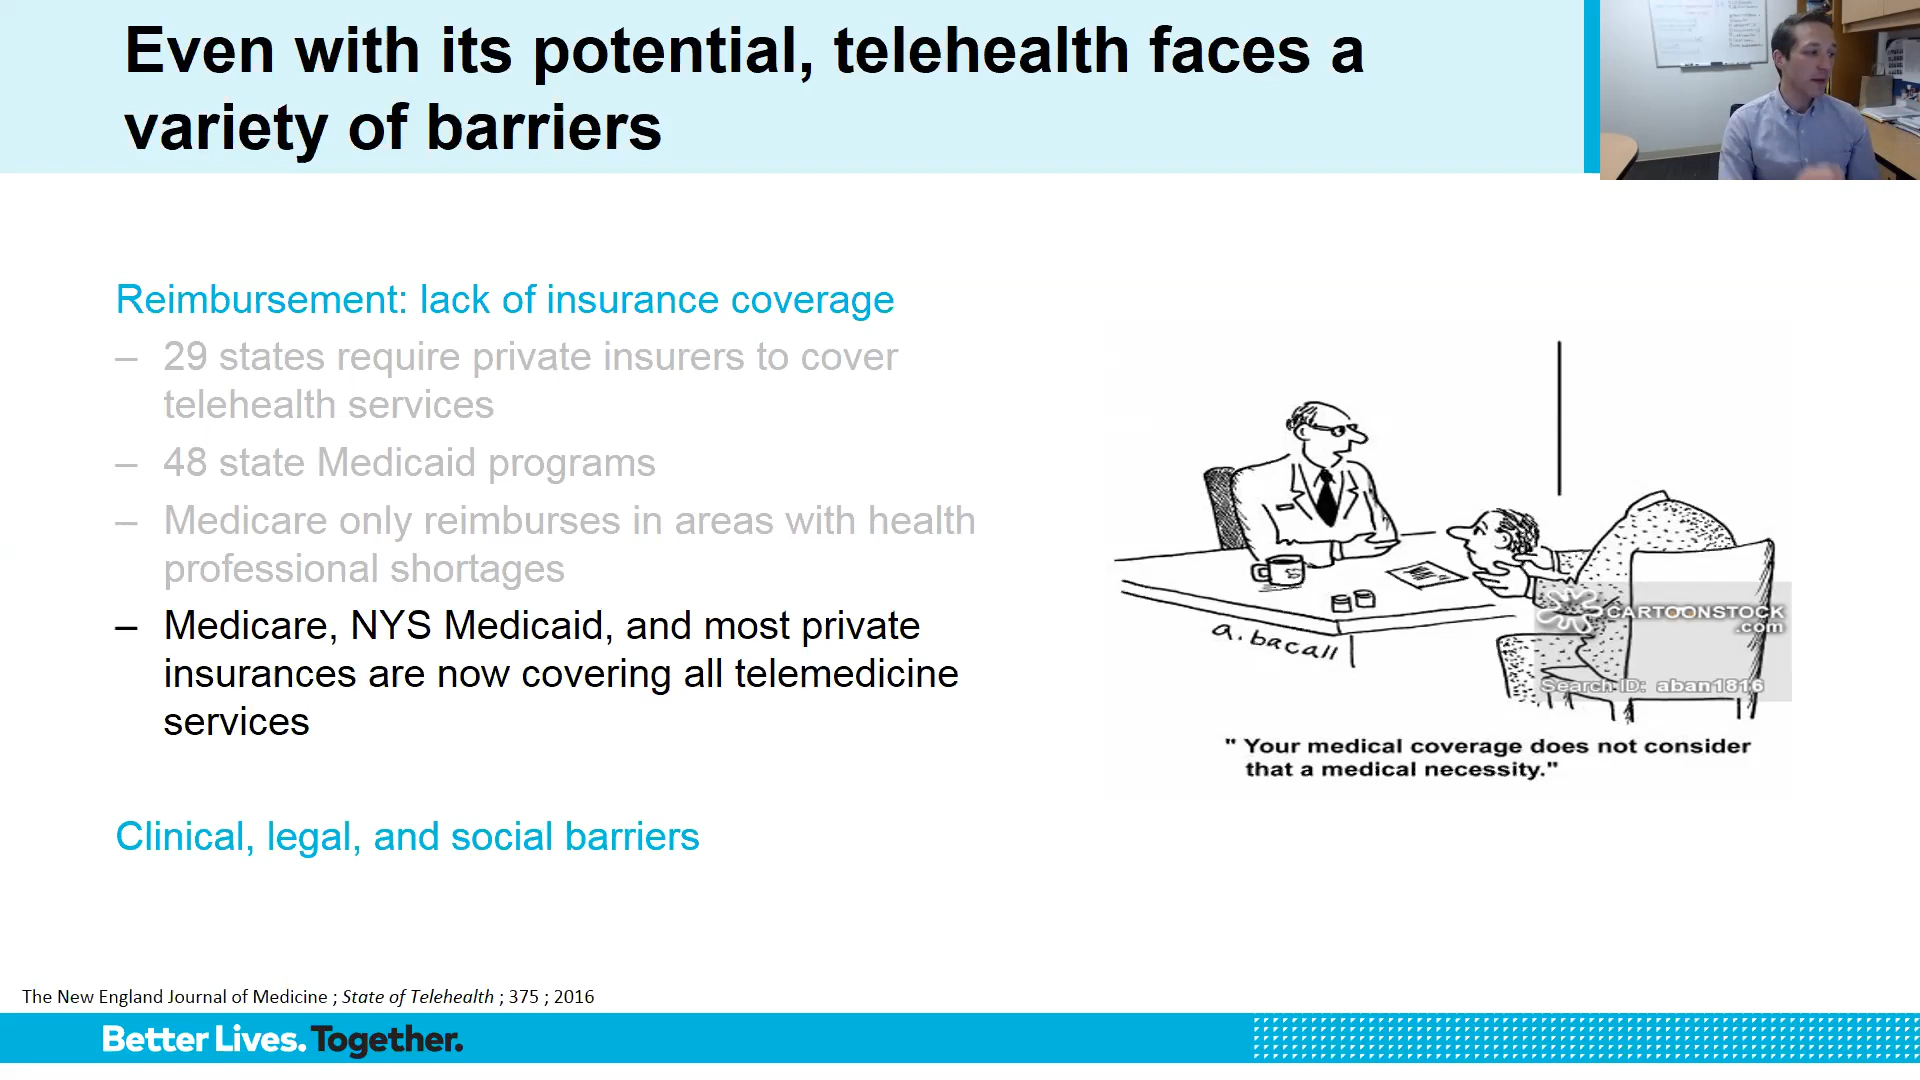 Even with its potential, telehealth faces a
variety of barriers
Reimbursement: lack of insurance coverage
– 29 states require private insurers to cover
telehealth services
– 48 state Medicaid programs
– Medicare only reimburses in areas with health
professional shortages
– Medicare, NYS Medicaid, and most private
insurances are now covering all telemedicine
services
Clinical, legal, and social barriers
a. bacall
CARTOONSTOCK
.com
Search ID: aban1816
" Your medical coverage does not consider
that a medical necessity."
The New England Journal of Medicine ; State of Telehealth ; 375 ; 2016
Better Lives. Together.